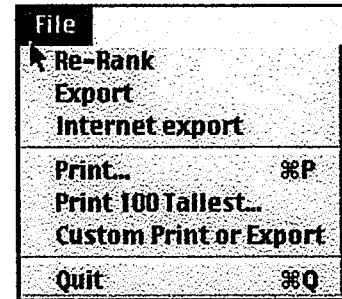 File
Re-Rank
Export
Internet export
Print... ⌘P
Print 100 Tallest...
Custom Print or Export
Quit ⌘Q